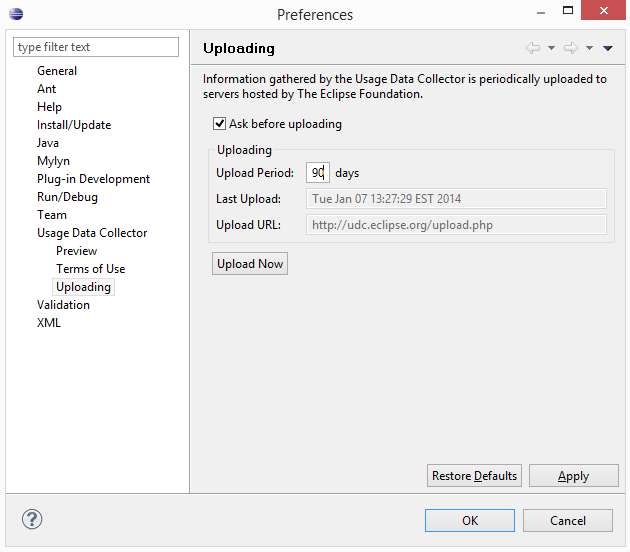 Preferences
type filter text
General
Ant
Help
Install/Update
Java
Mylyn
Plug-in Development
Run/Debug
Team
Usage Data Collector
Preview
Terms of Use
Uploading
Validation
XML
Uploading
Information gathered by the Usage Data Collector is periodically uploaded to
servers hosted by The Eclipse Foundation.
Ask before uploading
Uploading
Upload Period: 90 days
Last Upload: Tue Jan 07 13:27:29 EST 2014
Upload URL: http://udc.eclipse.org/upload.php
Upload Now
Restore Defaults Apply
OK Cancel